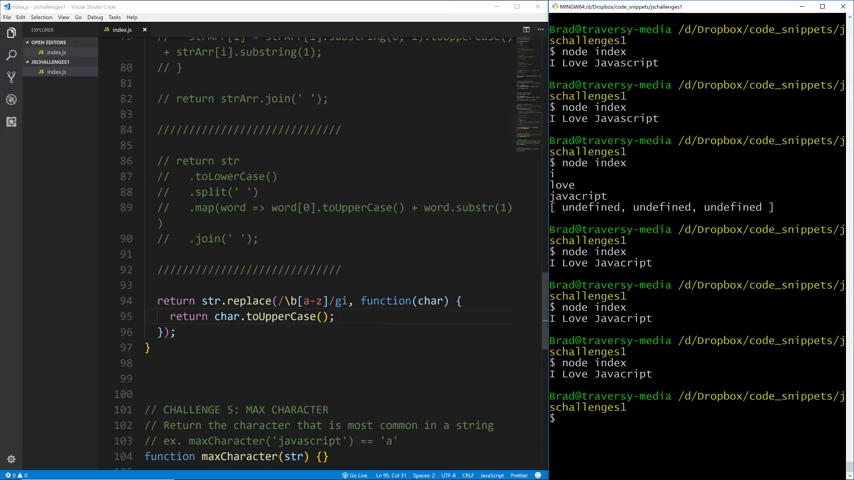 index.js - jschallenges1 - Visual Studio Code
File Edit Selection View Go Debug Tasks Help
EXPLORER
OPEN EDITORS
index.js
JSCHALLENGES1
index.js
index.js
79 // strArr[i] = strArr[i].substring(0, 1).toUpperCase()
+ strArr[i].substring(1);
80 // }
81
82 // return strArr.join(' ');
83
84 /////////////////////////////
85
86 // return str
87 // .toLowerCase()
88 // .split(' ')
89 // .map(word => word[0].toUpperCase() + word.substr(1)
)
90 // .join(' ');
91
92 /////////////////////////////
93
94 return str.replace(/\b[a-z]/gi, function(char) {
95 return char.toUpperCase();
96 });
97 }
98
99
100
101 // CHALLENGE 5: MAX CHARACTER
102 // Return the character that is most common in a string
103 // ex. maxCharacter('javascript') == 'a'
104 function maxCharacter(str) {}
0 0 Go Live Ln 95, Col 31 Spaces: 2 UTF-8 CRLF JavaScript Prettier
MINGW64:/d/Dropbox/code_snippets/jschallenges1
Brad@traversy-media /d/Dropbox/code_snippets/j
schallenges1
$ node index
I Love Javascript
Brad@traversy-media /d/Dropbox/code_snippets/j
schallenges1
$ node index
I Love Javascript
Brad@traversy-media /d/Dropbox/code_snippets/j
schallenges1
$ node index
i
love
javacript
[ undefined, undefined, undefined ]
Brad@traversy-media /d/Dropbox/code_snippets/j
schallenges1
$ node index
I Love Javacript
Brad@traversy-media /d/Dropbox/code_snippets/j
schallenges1
$ node index
I Love Javacript
Brad@traversy-media /d/Dropbox/code_snippets/j
schallenges1
$ node index
I Love Javacript
Brad@traversy-media /d/Dropbox/code_snippets/j
schallenges1
$